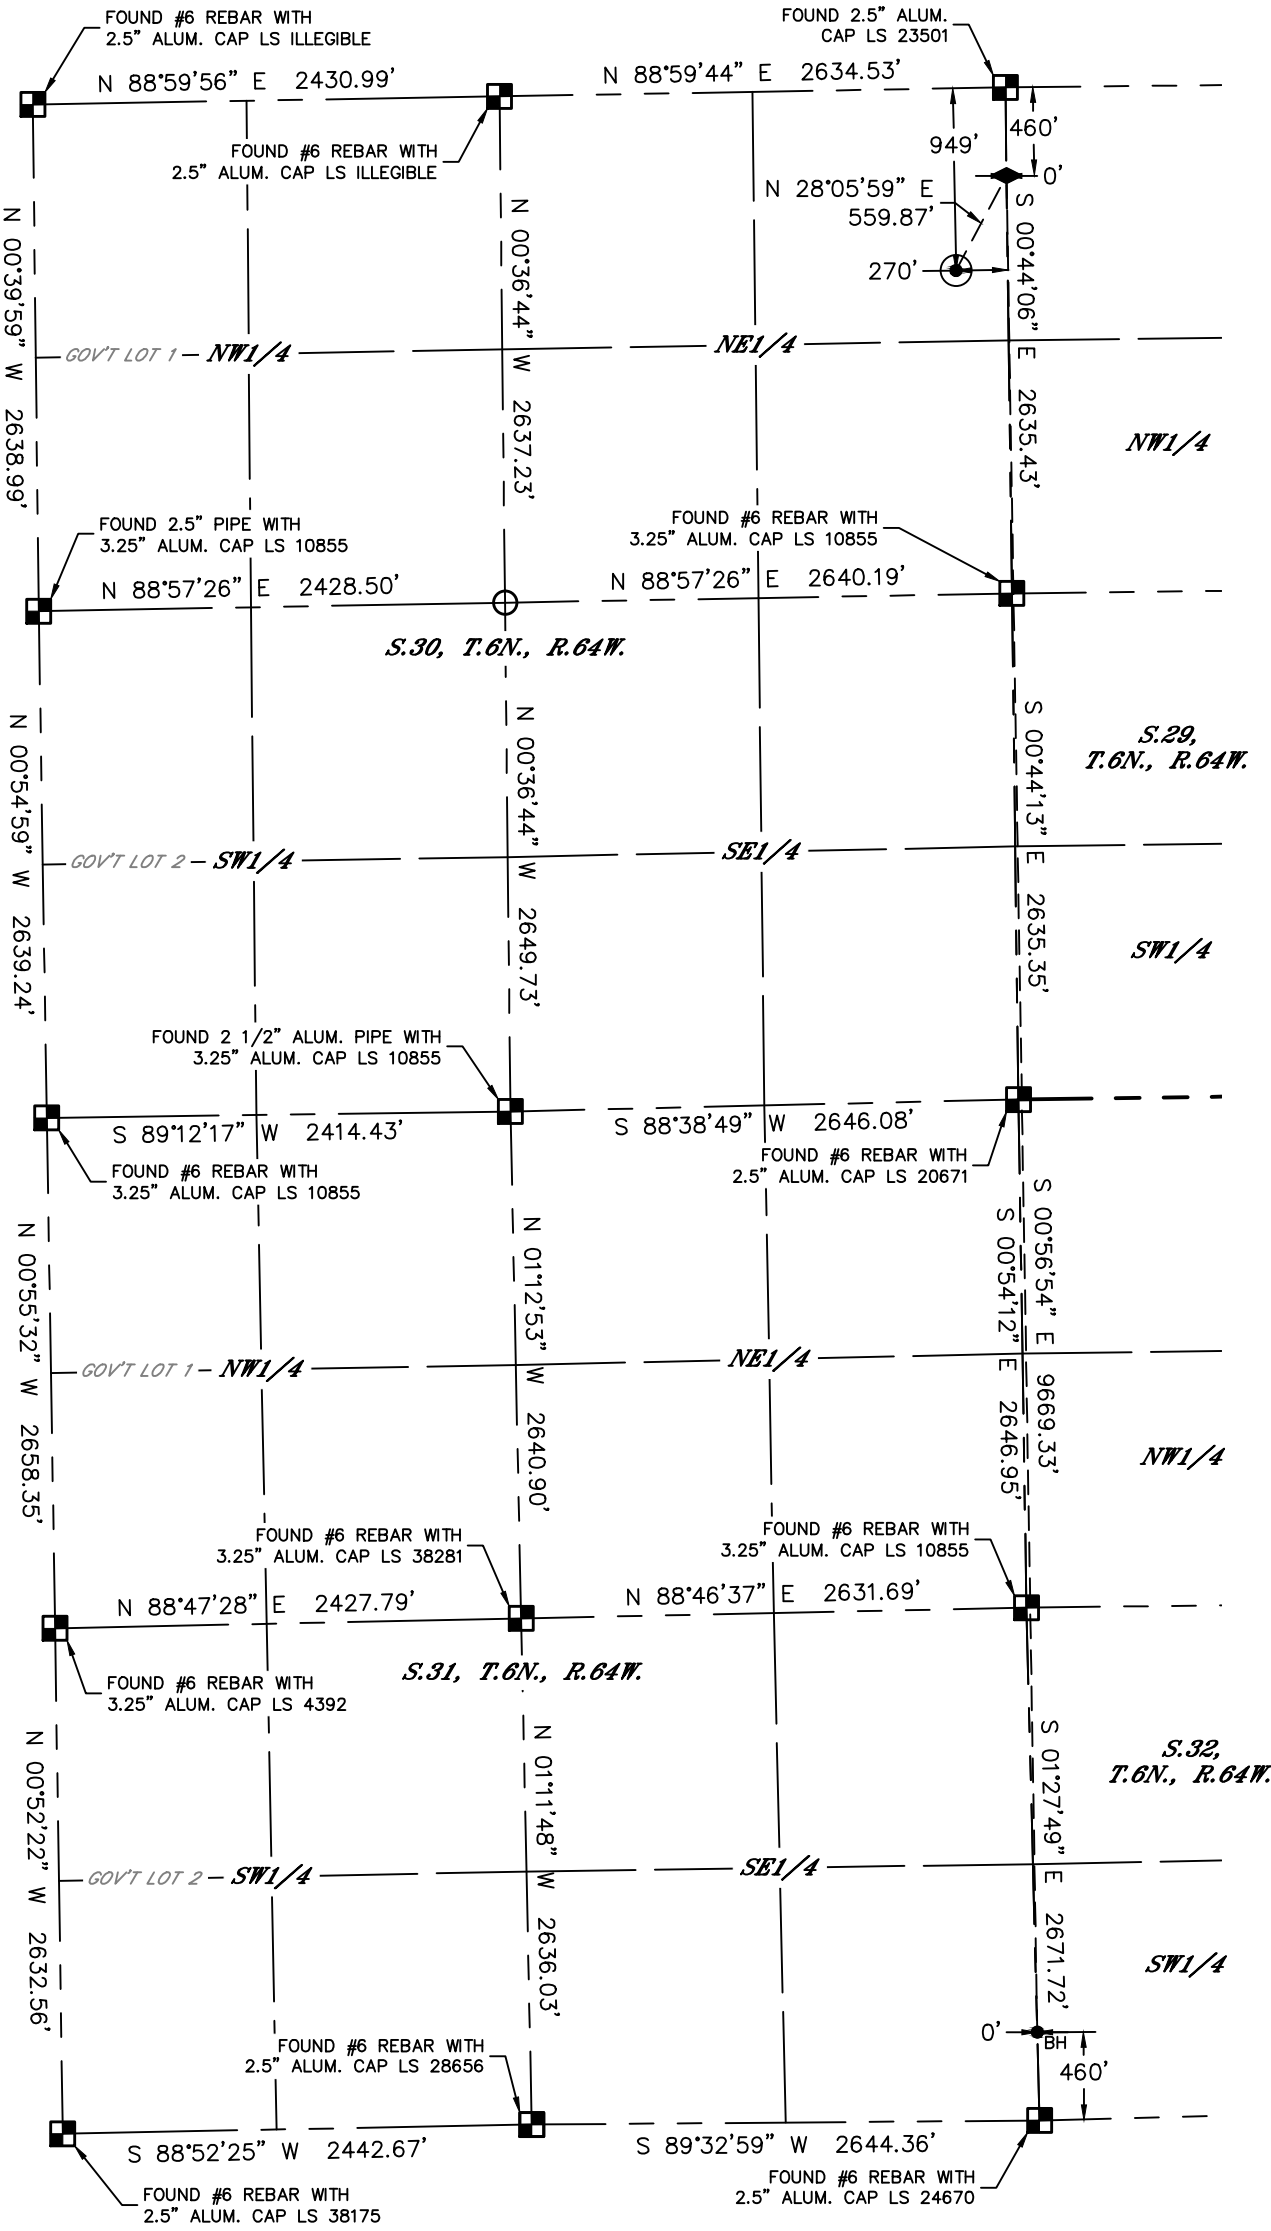 FOUND #6 REBAR WITH
2.5" ALUM. CAP LS ILLEGIBLE
FOUND 2.5" ALUM.
CAP LS 23501
N 88°59'56" E 2430.99'
N 88°59'44" E 2634.53'
FOUND #6 REBAR WITH
2.5" ALUM. CAP LS ILLEGIBLE
949'
460'
0'
N 28°05'59" E
559.87'
270'
N 00°39'59" W 2638.99'
N 00°36'44" W 2637.23'
S 00°44'06" E 2635.43'
GOV'T LOT 1
NW1/4
NE1/4
NW1/4
FOUND 2.5" PIPE WITH
3.25" ALUM. CAP LS 10855
FOUND #6 REBAR WITH
3.25" ALUM. CAP LS 10855
N 88°57'26" E 2428.50'
N 88°57'26" E 2640.19'
S.30, T.6N., R.64W.
S.29,
T.6N., R.64W.
N 00°54'59" W 2639.24'
N 00°36'44" W 2649.73'
S 00°44'13" E 2635.35'
GOV'T LOT 2
SW1/4
SE1/4
SW1/4
FOUND 2 1/2" ALUM. PIPE WITH
3.25" ALUM. CAP LS 10855
S 89°12'17" W 2414.43'
S 88°38'49" W 2646.08'
FOUND #6 REBAR WITH
3.25" ALUM. CAP LS 10855
FOUND #6 REBAR WITH
2.5" ALUM. CAP LS 20671
N 00°55'32" W 2658.35'
N 01°12'53" W 2640.90'
S 00°54'12" E 2646.95'
S 00°56'54" E 9669.33'
GOV'T LOT 1
NW1/4
NE1/4
NW1/4
FOUND #6 REBAR WITH
3.25" ALUM. CAP LS 38281
FOUND #6 REBAR WITH
3.25" ALUM. CAP LS 10855
N 88°47'28" E 2427.79'
N 88°46'37" E 2631.69'
S.31, T.6N., R.64W.
FOUND #6 REBAR WITH
3.25" ALUM. CAP LS 4392
S.32,
T.6N., R.64W.
N 00°52'22" W 2632.56'
N 01°11'48" W 2636.03'
S 01°27'49" E 2671.72'
GOV'T LOT 2
SW1/4
SE1/4
SW1/4
0'
BH
460'
FOUND #6 REBAR WITH
2.5" ALUM. CAP LS 28656
S 88°52'25" W 2442.67'
S 89°32'59" W 2644.36'
FOUND #6 REBAR WITH
2.5" ALUM. CAP LS 24670
FOUND #6 REBAR WITH
2.5" ALUM. CAP LS 38175